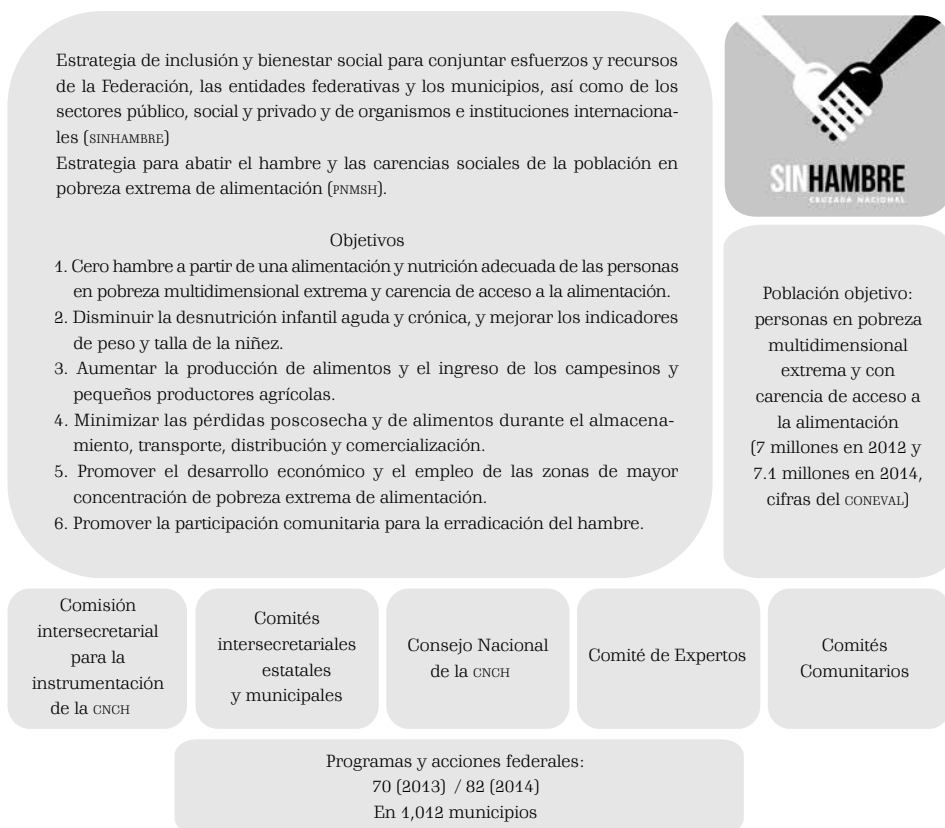 Estrategia de inclusión y bienestar social para conjuntar esfuerzos y recursos
de la Federación, las entidades federativas y los municipios, así como de los
sectores público, social y privado y de organismos e instituciones internaciona-
les (SINHAMBRE)
Estrategia para abatir el hambre y las carencias sociales de la población en
pobreza extrema de alimentación (PNMSH).
Objetivos
1. Cero hambre a partir de una alimentación y nutrición adecuada de las personas
en pobreza multidimensional extrema y carencia de acceso a la alimentación.
2. Disminuir la desnutrición infantil aguda y crónica, y mejorar los indicadores
de peso y talla de la niñez.
3. Aumentar la producción de alimentos y el ingreso de los campesinos y
pequeños productores agrícolas.
4. Minimizar las pérdidas poscosecha y de alimentos durante el almacena-
miento, transporte, distribución y comercialización.
5. Promover el desarrollo económico y el empleo de las zonas de mayor
concentración de pobreza extrema de alimentación.
6. Promover la participación comunitaria para la erradicación del hambre.
SINHAMBRE
CRUZADA NACIONAL
Población objetivo:
personas en pobreza
multidimensional
extrema y con
carencia de acceso a
la alimentación
(7 millones en 2012 y
7.1 millones en 2014,
cifras del CONEVAL)
Comisión
intersecretarial
para la
instrumentación
de la CNCH
Comités
intersecretariales
estatales
y municipales
Consejo Nacional
de la CNCH
Comité de Expertos
Comités
Comunitarios
Programas y acciones federales:
70 (2013) / 82 (2014)
En 1,012 municipios